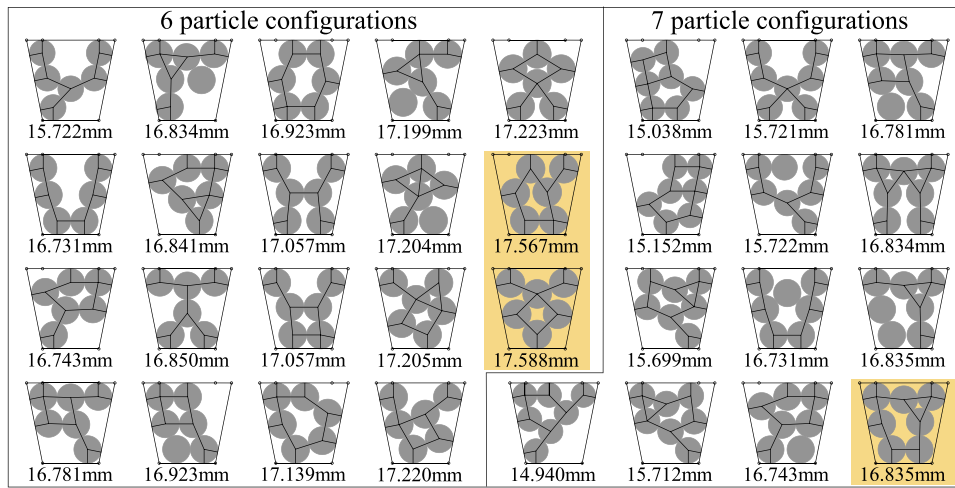 6 particle configurations
7 particle configurations
15.722mm 16.834mm 16.923mm 17.199mm 17.223mm 15.038mm 15.721mm 16.781mm
16.731mm 16.841mm 17.057mm 17.204mm 17.567mm 15.152mm 15.722mm 16.834mm
16.743mm 16.850mm 17.057mm 17.205mm 17.588mm 15.699mm 16.731mm 16.835mm
16.781mm 16.923mm 17.139mm 17.220mm 14.940mm 15.712mm 16.743mm 16.835mm